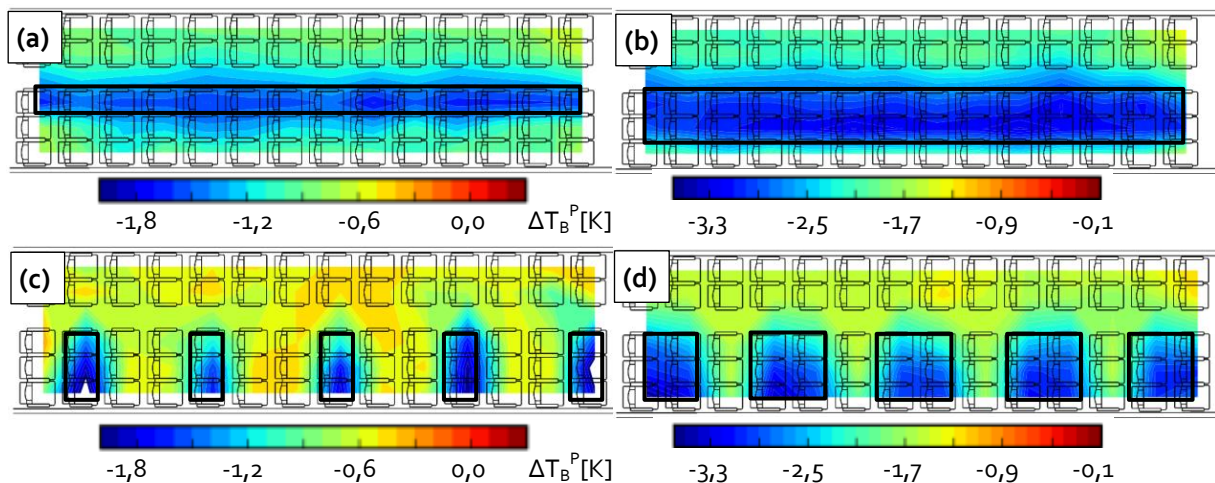 (a)
(b)
-1,8 -1,2 -0,6 0,0 ΔT_B^P [K]
-3,3 -2,5 -1,7 -0,9 -0,1
(c)
(d)
-1,8 -1,2 -0,6 0,0 ΔT_B^P [K]
-3,3 -2,5 -1,7 -0,9 -0,1